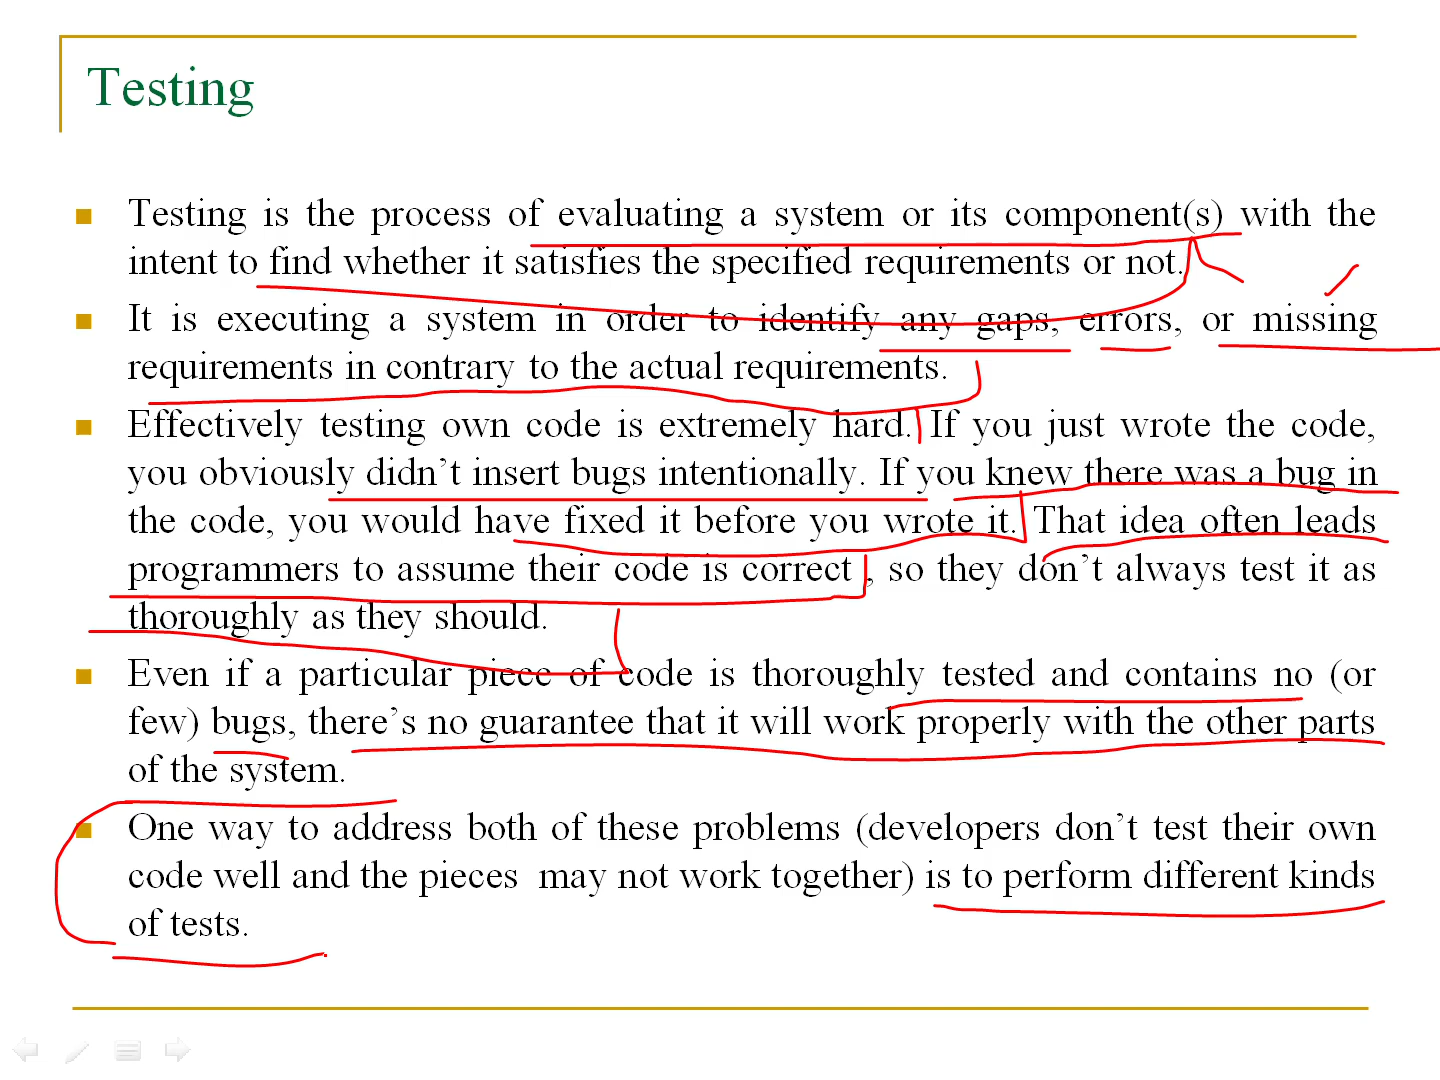 Testing
Testing is the process of evaluating a system or its component(s) with the
intent to find whether it satisfies the specified requirements or not.
It is executing a system in order to identify any gaps, errors, or missing
requirements in contrary to the actual requirements.
Effectively testing own code is extremely hard. If you just wrote the code,
you obviously didn’t insert bugs intentionally. If you knew there was a bug in
the code, you would have fixed it before you wrote it. That idea often leads
programmers to assume their code is correct , so they don’t always test it as
thoroughly as they should.
Even if a particular piece of code is thoroughly tested and contains no (or
few) bugs, there’s no guarantee that it will work properly with the other parts
of the system.
One way to address both of these problems (developers don’t test their own
code well and the pieces may not work together) is to perform different kinds
of tests.